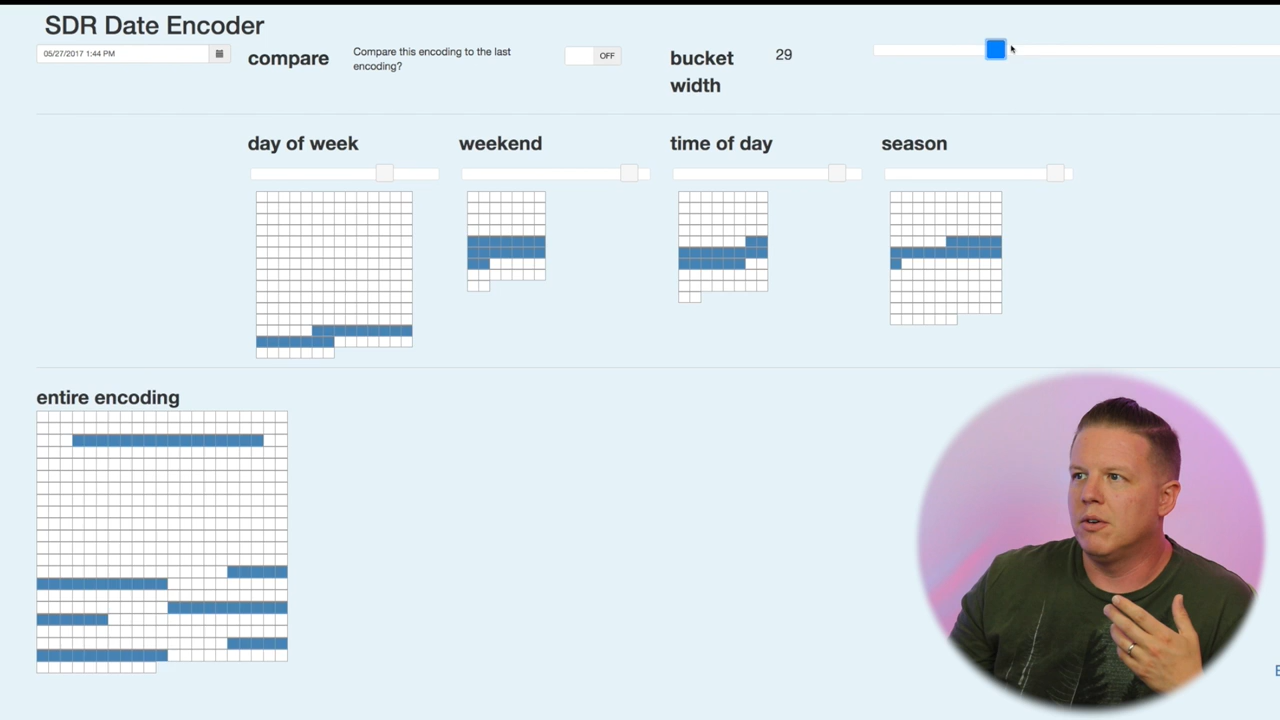 SDR Date Encoder
05/27/2017 1:44 PM
compare
Compare this encoding to the last
encoding?
OFF
bucket
width
29
day of week
weekend
time of day
season
entire encoding